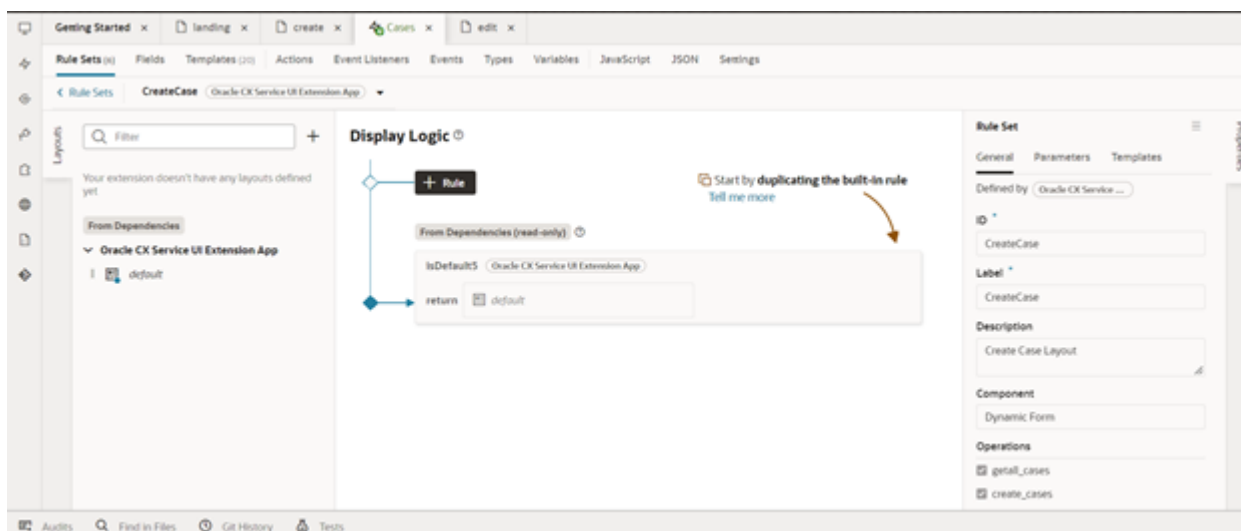 Getting Started × landing × create × Cases × edit ×
Rule Sets (6) Fields Templates (20) Actions Event Listeners Events Types Variables JavaScript JSON Settings
Rule Sets CreateCase Oracle CX Service UI Extension App
Layouts
Filter
Your extension doesn't have any layouts defined
yet
From Dependencies
Oracle CX Service UI Extension App
default
Display Logic
+ Rule
Start by duplicating the built-in rule
Tell me more
From Dependencies (read-only)
isDefault5 Oracle CX Service UI Extension App
return default
Rule Set
General Parameters Templates
Defined by Oracle CX Service ...
ID *
CreateCase
Label *
CreateCase
Description
Create Case Layout
Component
Dynamic Form
Operations
getall_cases
create_cases
Properties
Audits Find in Files Git History Tests